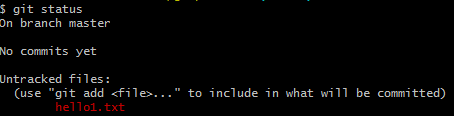 $ git status
On branch master

No commits yet

Untracked files:
  (use "git add <file>..." to include in what will be committed)
        hello1.txt